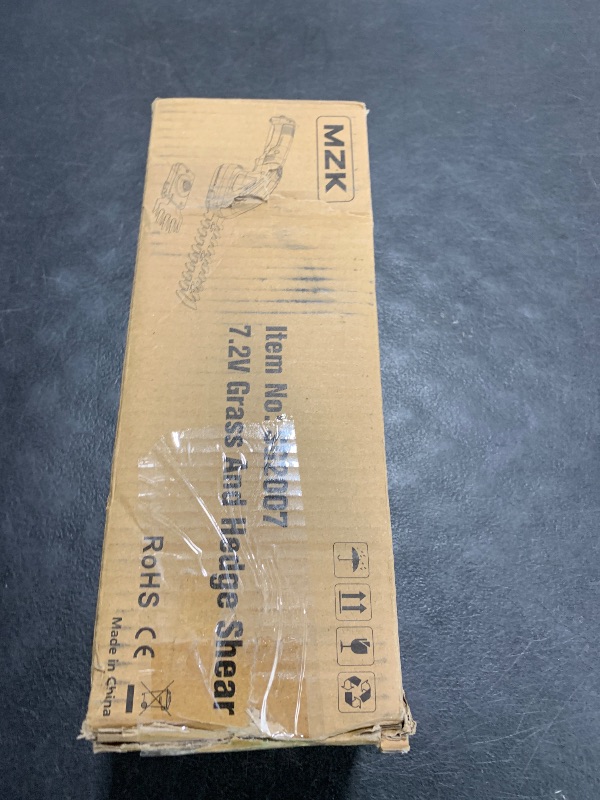 MZK
Item No:
7.2V Grass And Hedge Shear
RoHS CE
Made in China